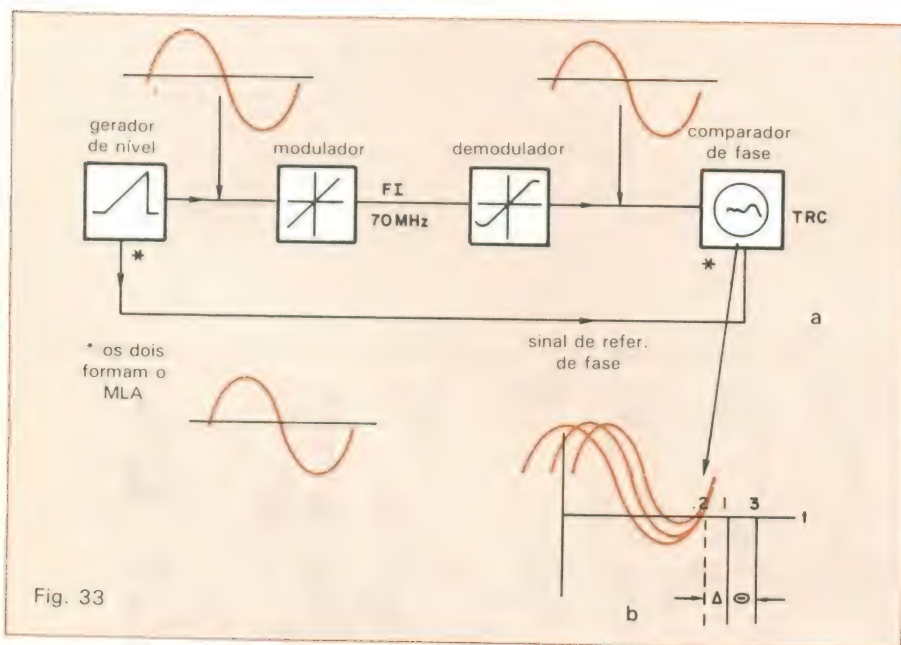 gerador
de nível
modulador
FI
70MHz
demodulador
comparador
de fase
TRC
*
*
sinal de refer.
de fase
a
* os dois
formam o
MLA
2 1 3 t
Δ Θ
b
Fig. 33